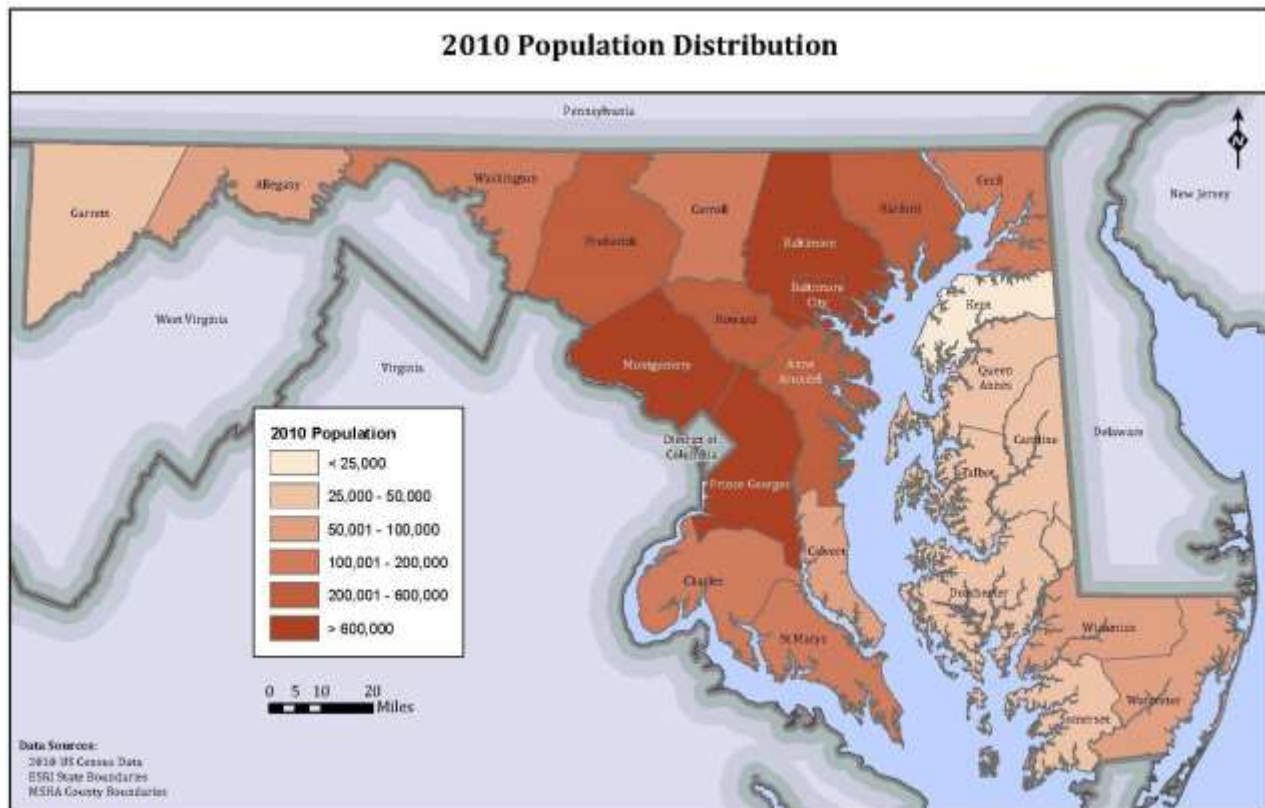 2010 Population Distribution
Pennsylvania
New Jersey
Garrett
Allegany
Washington
Frederick
Carroll
Baltimore
Harford
Cecil
Baltimore
City
Kent
West Virginia
Virginia
Howard
Montgomery
Anne
Arundel
Queen
Annes
District of
Columbia
Caroline
Delaware
Talbot
Prince Georges
Calvert
Charles
Dorchester
St Marys
Wicomico
Worcester
Somerset
2010 Population
< 25,000
25,000 - 50,000
50,001 - 100,000
100,001 - 200,000
200,001 - 600,000
> 600,000
0 5 10 20
Miles
N
Data Sources:
2010 US Census Data
ESRI State Boundaries
MSHA County Boundaries